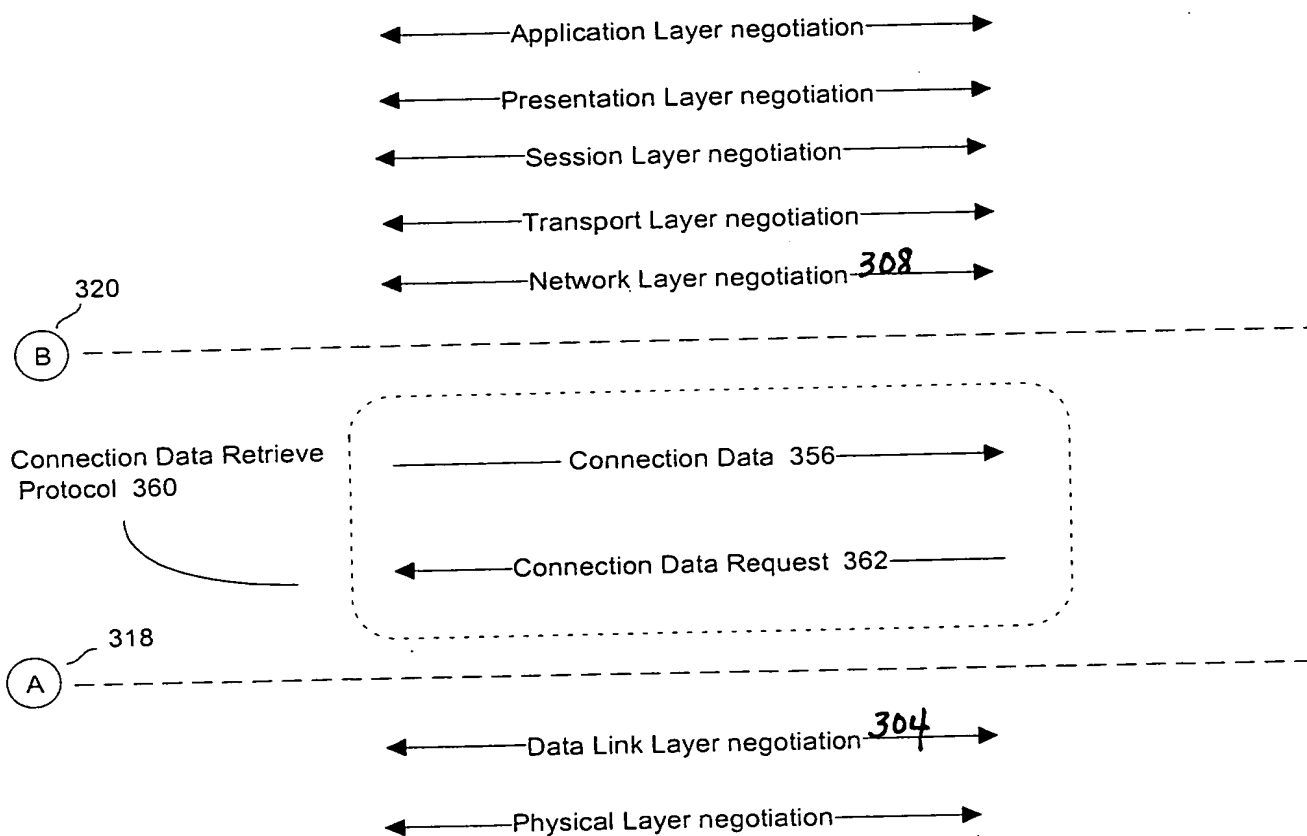 Application Layer negotiation
Presentation Layer negotiation
Session Layer negotiation
Transport Layer negotiation
Network Layer negotiation 308
320
B
Connection Data Retrieve
Protocol 360
Connection Data 356
Connection Data Request 362
318
A
Data Link Layer negotiation 304
Physical Layer negotiation